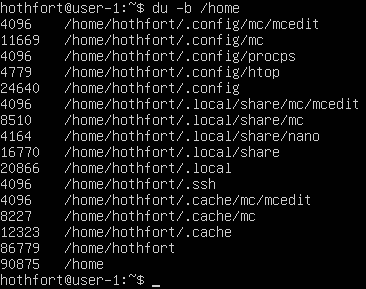 hothfort@user-1:~$ du -b /home
4096 /home/hothfort/.config/mc/mcedit
11669 /home/hothfort/.config/mc
4096 /home/hothfort/.config/procps
4779 /home/hothfort/.config/htop
24640 /home/hothfort/.config
4096 /home/hothfort/.local/share/mc/mcedit
8510 /home/hothfort/.local/share/mc
4164 /home/hothfort/.local/share/nano
16770 /home/hothfort/.local/share
20866 /home/hothfort/.local
4096 /home/hothfort/.ssh
4096 /home/hothfort/.cache/mc/mcedit
8227 /home/hothfort/.cache/mc
12323 /home/hothfort/.cache
86779 /home/hothfort
90875 /home
hothfort@user-1:~$ _